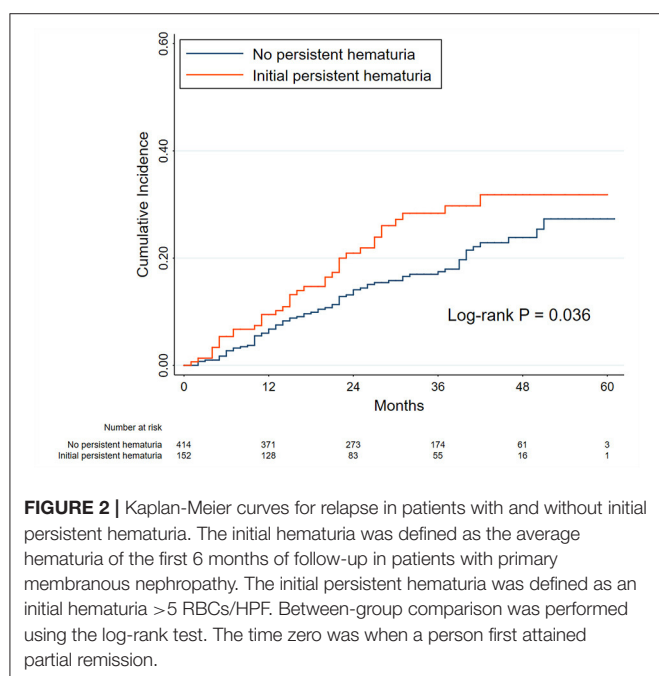 No persistent hematuria
Initial persistent hematuria
0.60
0.40
0.20
0.00
Cumulative Incidence
Log-rank P = 0.036
0 12 24 36 48 60
Months
Number at risk
No persistent hematuria 414 371 273 174 61 3
Initial persistent hematuria 152 128 83 55 16 1
FIGURE 2 | Kaplan-Meier curves for relapse in patients with and without initial
persistent hematuria. The initial hematuria was defined as the average
hematuria of the first 6 months of follow-up in patients with primary
membranous nephropathy. The initial persistent hematuria was defined as an
initial hematuria >5 RBCs/HPF. Between-group comparison was performed
using the log-rank test. The time zero was when a person first attained
partial remission.